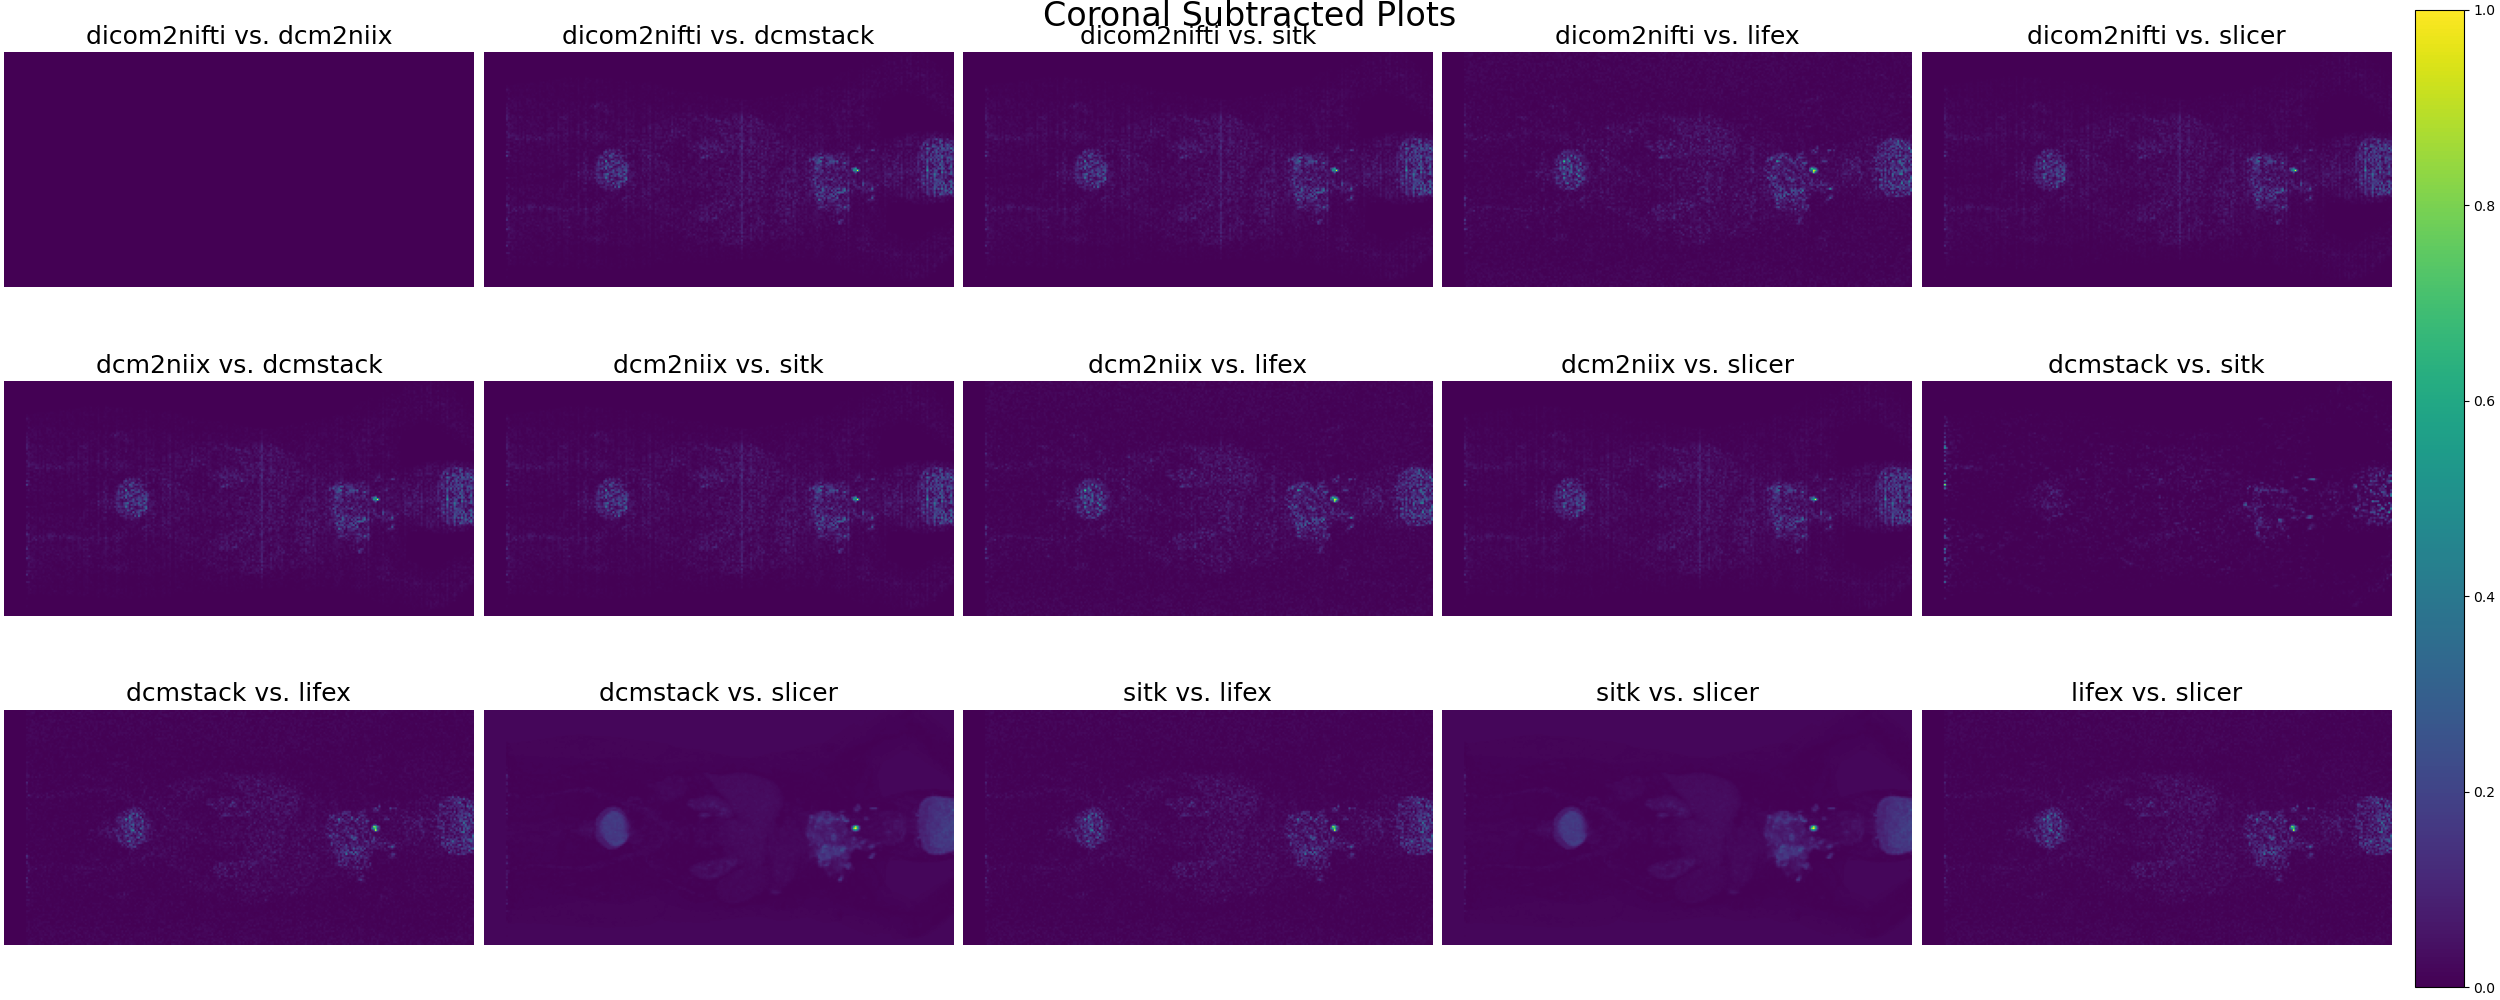 Coronal Subtracted Plots
dicom2nifti vs. dcm2niix
dicom2nifti vs. dcmstack
dicom2nifti vs. sitk
dicom2nifti vs. lifex
dicom2nifti vs. slicer
dcm2niix vs. dcmstack
dcm2niix vs. sitk
dcm2niix vs. lifex
dcm2niix vs. slicer
dcmstack vs. sitk
dcmstack vs. lifex
dcmstack vs. slicer
sitk vs. lifex
sitk vs. slicer
lifex vs. slicer
1.0
0.8
0.6
0.4
0.2
0.0